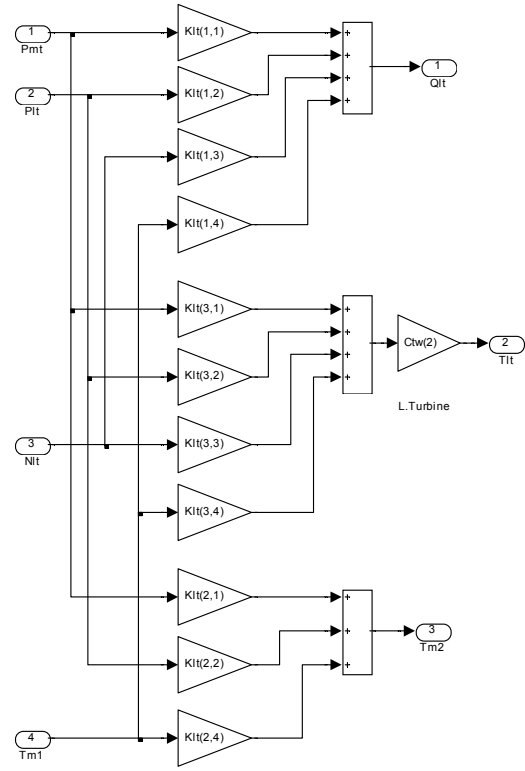 1
Pmt
Klt(1,1)
+
+
+
+
1
Qlt
2
Plt
Klt(1,2)
Klt(1,3)
Klt(1,4)
Klt(3,1)
+
+
+
+
Ctw(2)
2
Tlt
Klt(3,2)
L.Turbine
3
Nlt
Klt(3,3)
Klt(3,4)
Klt(2,1)
+
+
+
3
Tm2
Klt(2,2)
4
Tm1
Klt(2,4)